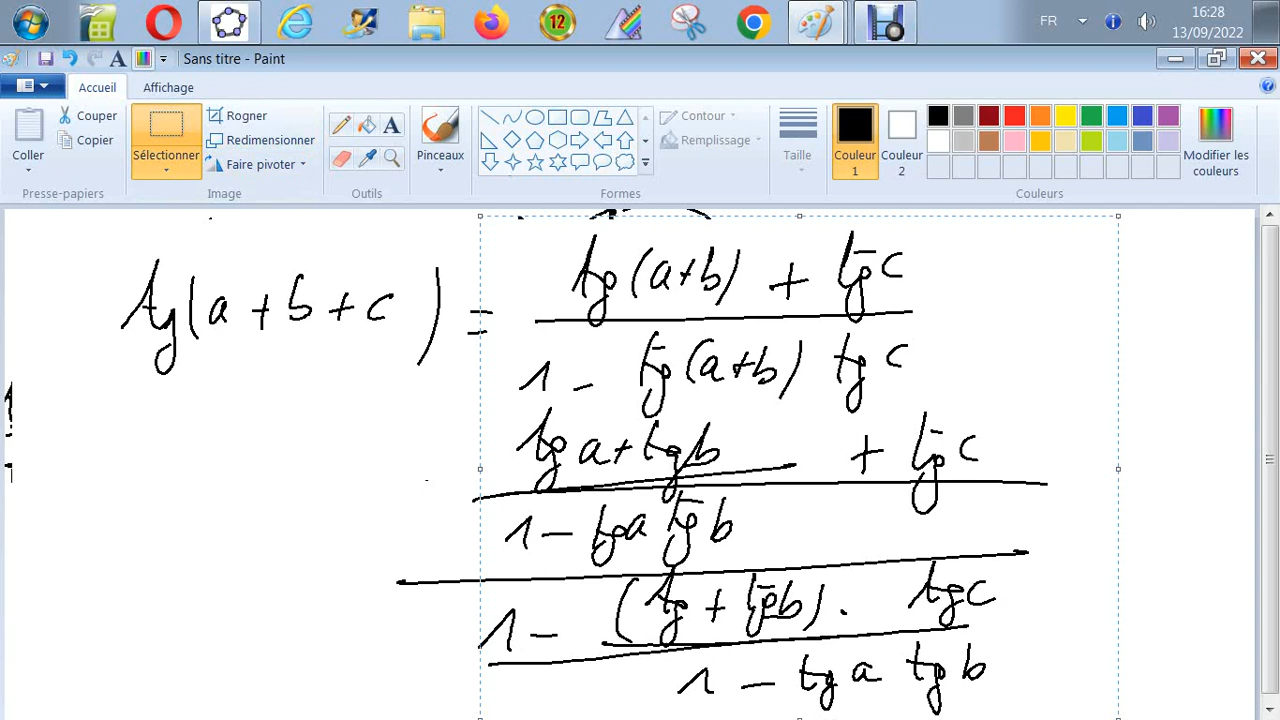 12
FR
16:28
13/09/2022
Sans titre - Paint
Accueil
Affichage
Coller
Couper
Copier
Presse-papiers
Sélectionner
Rogner
Redimensionner
Faire pivoter
Image
A
Outils
Pinceaux
Contour
Remplissage
Formes
Taille
Couleur 1
Couleur 2
Modifier les couleurs
Couleurs
tg(a+b) + tg c
tg(a + b + c) =
1 - tg(a+b) tg c
tg a + tg b + tg c
1 - tg a tg b
1 - (tg + tg b) . tg c
1 - tg a tg b